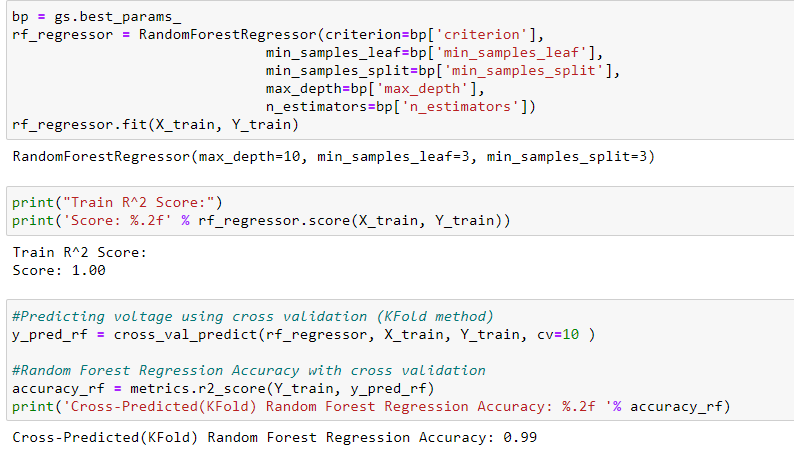 bp = gs.best_params_
rf_regressor = RandomForestRegressor(criterion=bp['criterion'],
                              min_samples_leaf=bp['min_samples_leaf'],
                              min_samples_split=bp['min_samples_split'],
                              max_depth=bp['max_depth'],
                              n_estimators=bp['n_estimators'])
rf_regressor.fit(X_train, Y_train)
RandomForestRegressor(max_depth=10, min_samples_leaf=3, min_samples_split=3)
print("Train R^2 Score:")
print('Score: %.2f' % rf_regressor.score(X_train, Y_train))
Train R^2 Score:
Score: 1.00
#Predicting voltage using cross validation (KFold method)
y_pred_rf = cross_val_predict(rf_regressor, X_train, Y_train, cv=10 )
#Random Forest Regression Accuracy with cross validation
accuracy_rf = metrics.r2_score(Y_train, y_pred_rf)
print('Cross-Predicted(KFold) Random Forest Regression Accuracy: %.2f '% accuracy_rf)
Cross-Predicted(KFold) Random Forest Regression Accuracy: 0.99